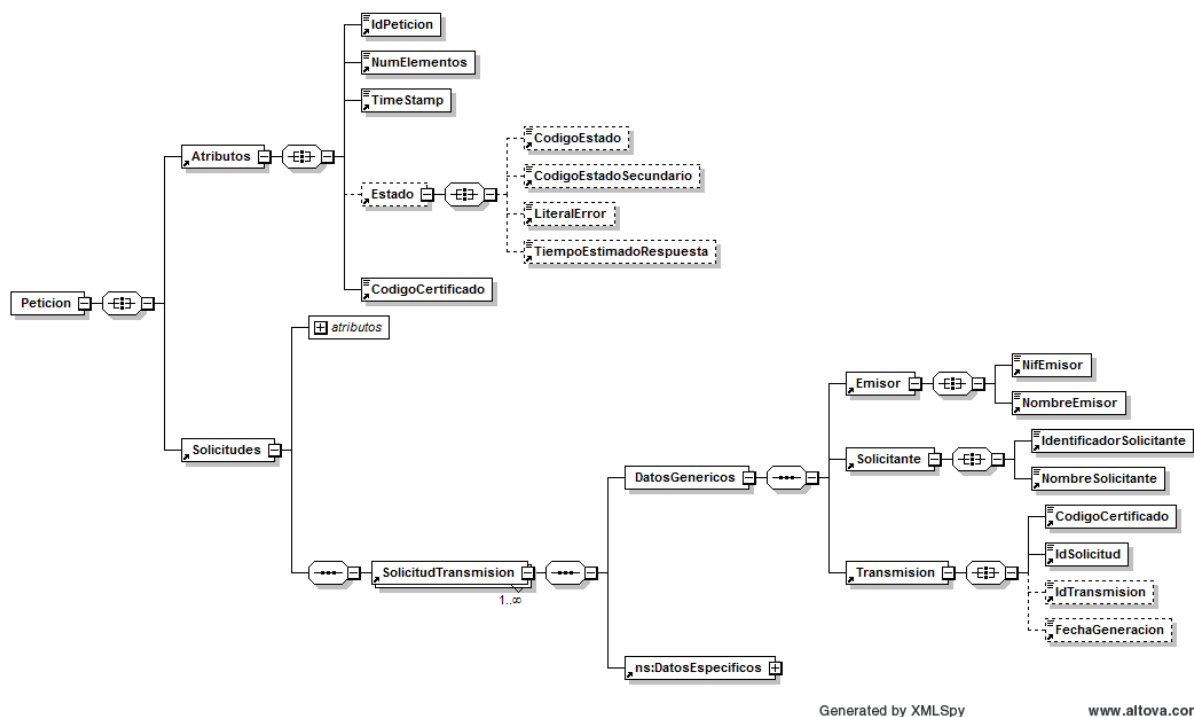 IdPeticion
NumElementos
TimeStamp
CodigoEstado
Atributos
CodigoEstadoSecundario
Estado
LiteralError
TiempoEstimadoRespuesta
CodigoCertificado
Peticion
atributos
NifEmisor
Emisor
NombreEmisor
IdentificadorSolicitante
Solicitudes
Solicitante
DatosGenericos
NombreSolicitante
CodigoCertificado
IdSolicitud
SolicitudTransmision
Transmision
1..∞
IdTransmision
FechaGeneracion
ns:DatosEspecificos
Generated by XMLSpy
www.altova.com